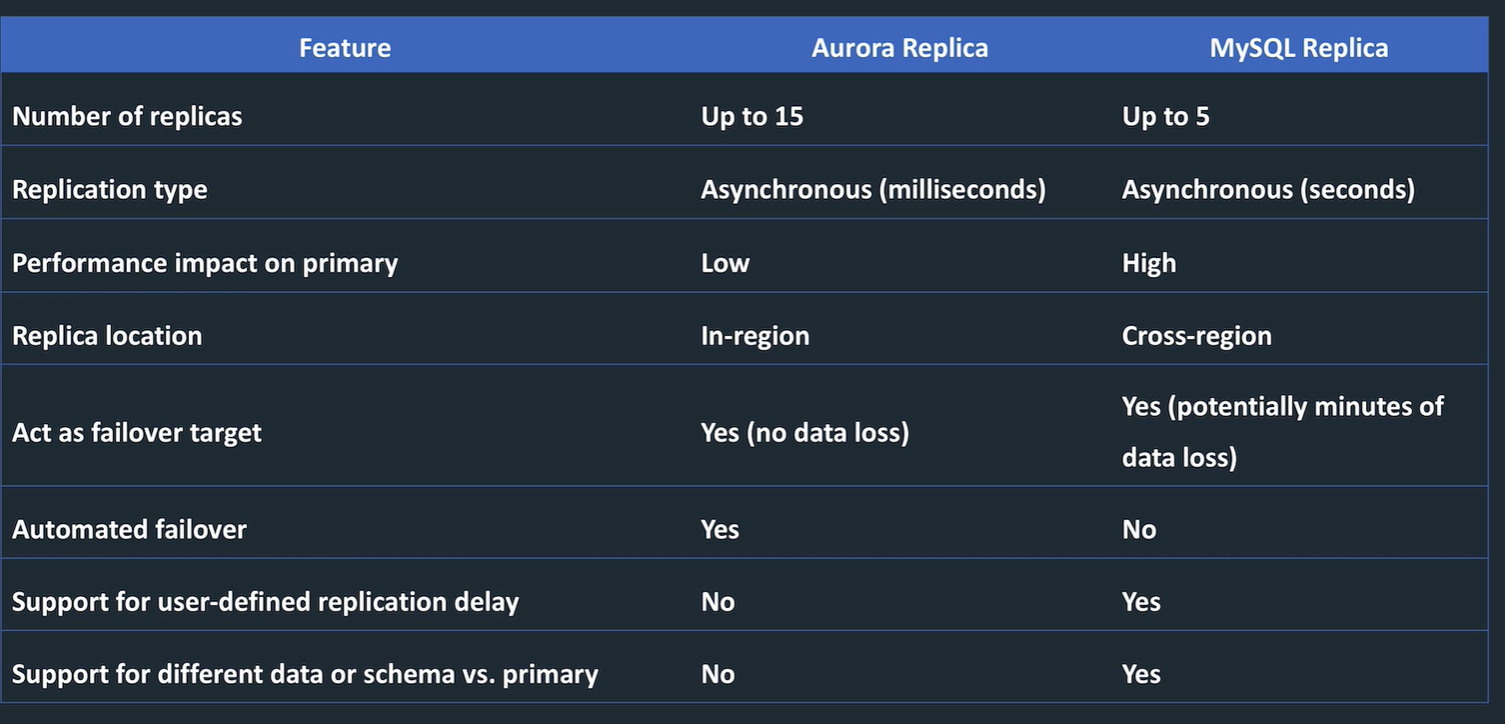 Feature Aurora Replica MySQL Replica
Number of replicas Up to 15 Up to 5
Replication type Asynchronous (milliseconds) Asynchronous (seconds)
Performance impact on primary Low High
Replica location In-region Cross-region
Act as failover target Yes (no data loss) Yes (potentially minutes of
data loss)
Automated failover Yes No
Support for user-defined replication delay No Yes
Support for different data or schema vs. primary No Yes